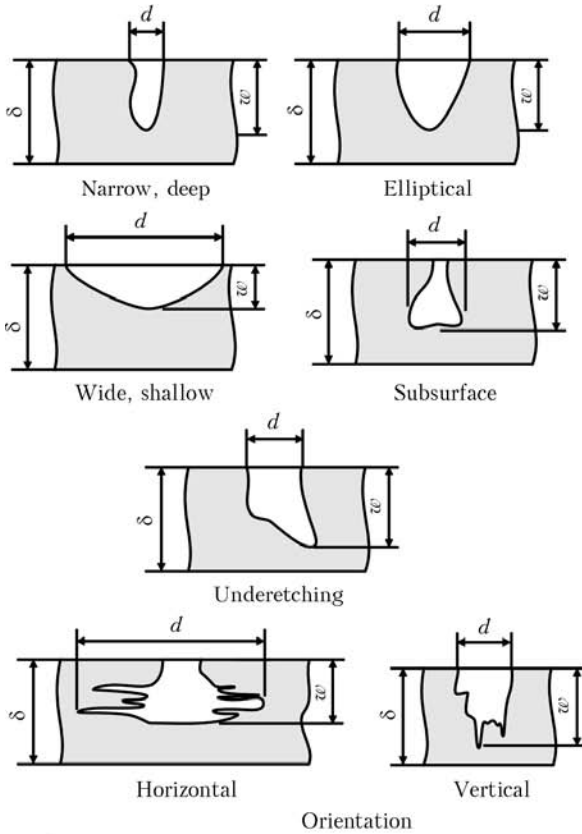 d d
δ δ
Narrow, deep Elliptical
d d
δ δ
Wide, shallow Subsurface
d
δ
Underetching
d d
δ δ
Horizontal Vertical
Orientation